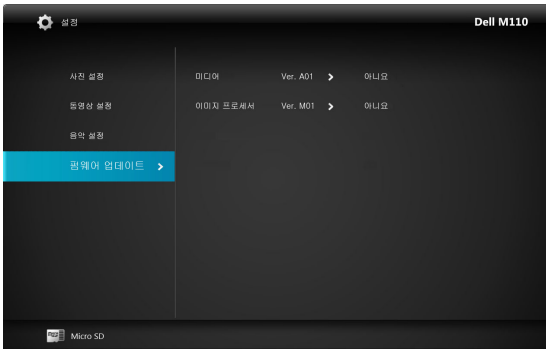 설정
Dell M110
사진 설정
미디어 Ver. A01 아니요
동영상 설정
이미지 프로세서 Ver. M01 아니요
음악 설정
펌웨어 업데이트
Micro SD